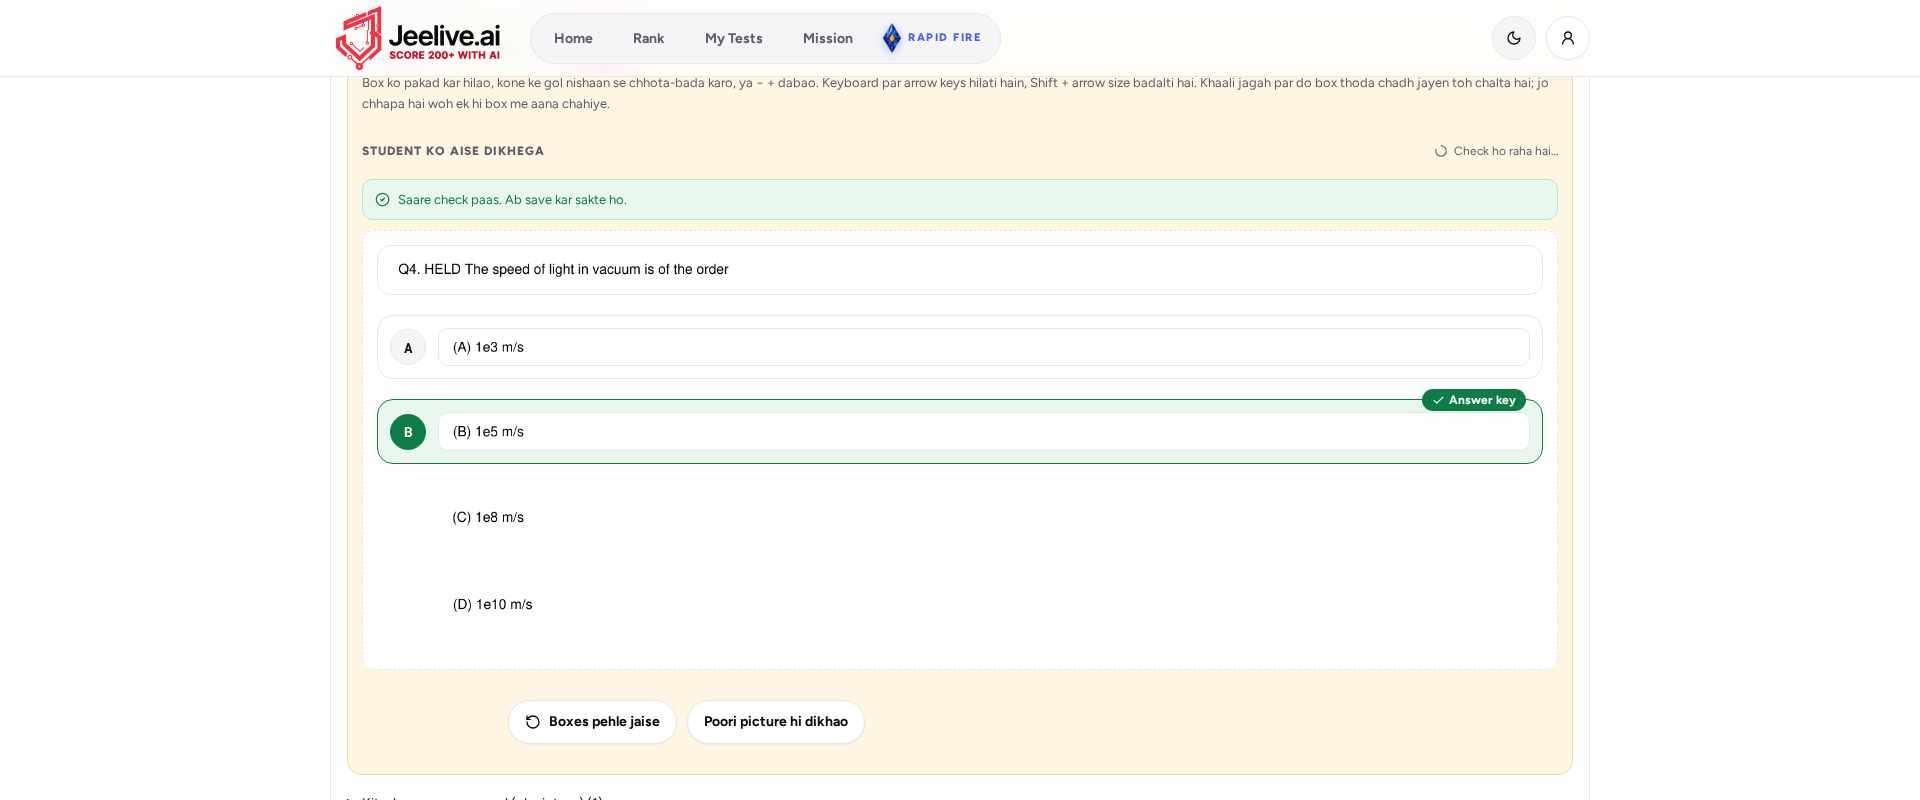 Jeelive.ai
SCORE 200+ WITH AI
Home
Rank
My Tests
Mission
RAPID FIRE
Box ko pakad kar hilao, kone ke gol nishaan se chhota-bada karo, ya − + dabao. Keyboard par arrow keys hilati hain, Shift + arrow size badalti hai. Khaali jagah par do box thoda chadh jayen toh chalta hai; jo
chhapa hai woh ek hi box me aana chahiye.
STUDENT KO AISE DIKHEGA
Check ho raha hai…
Saare check paas. Ab save kar sakte ho.
Q4. HELD The speed of light in vacuum is of the order
A
(A) 1e3 m/s
Answer key
B
(B) 1e5 m/s
(C) 1e8 m/s
(D) 1e10 m/s
Boxes pehle jaise
Poori picture hi dikhao